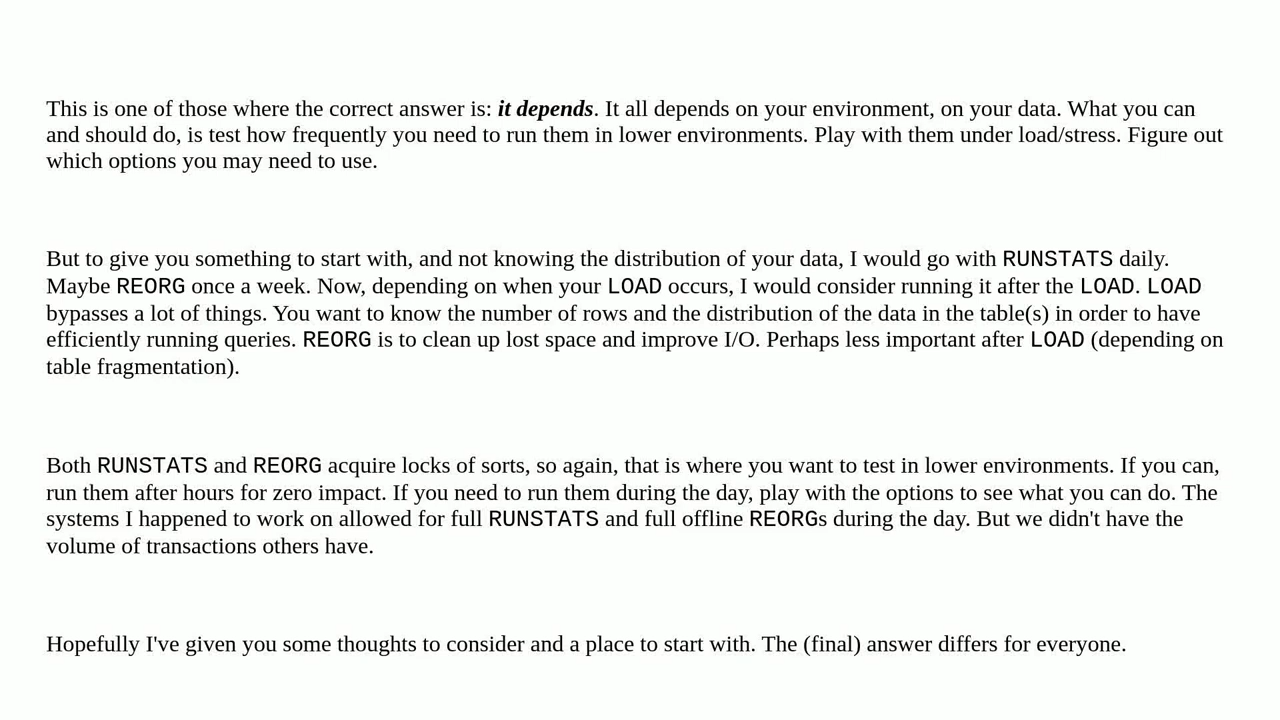 This is one of those where the correct answer is: it depends. It all depends on your environment, on your data. What you can
and should do, is test how frequently you need to run them in lower environments. Play with them under load/stress. Figure out
which options you may need to use.
But to give you something to start with, and not knowing the distribution of your data, I would go with RUNSTATS daily.
Maybe REORG once a week. Now, depending on when your LOAD occurs, I would consider running it after the LOAD. LOAD
bypasses a lot of things. You want to know the number of rows and the distribution of the data in the table(s) in order to have
efficiently running queries. REORG is to clean up lost space and improve I/O. Perhaps less important after LOAD (depending on
table fragmentation).
Both RUNSTATS and REORG acquire locks of sorts, so again, that is where you want to test in lower environments. If you can,
run them after hours for zero impact. If you need to run them during the day, play with the options to see what you can do. The
systems I happened to work on allowed for full RUNSTATS and full offline REORGs during the day. But we didn't have the
volume of transactions others have.
Hopefully I've given you some thoughts to consider and a place to start with. The (final) answer differs for everyone.